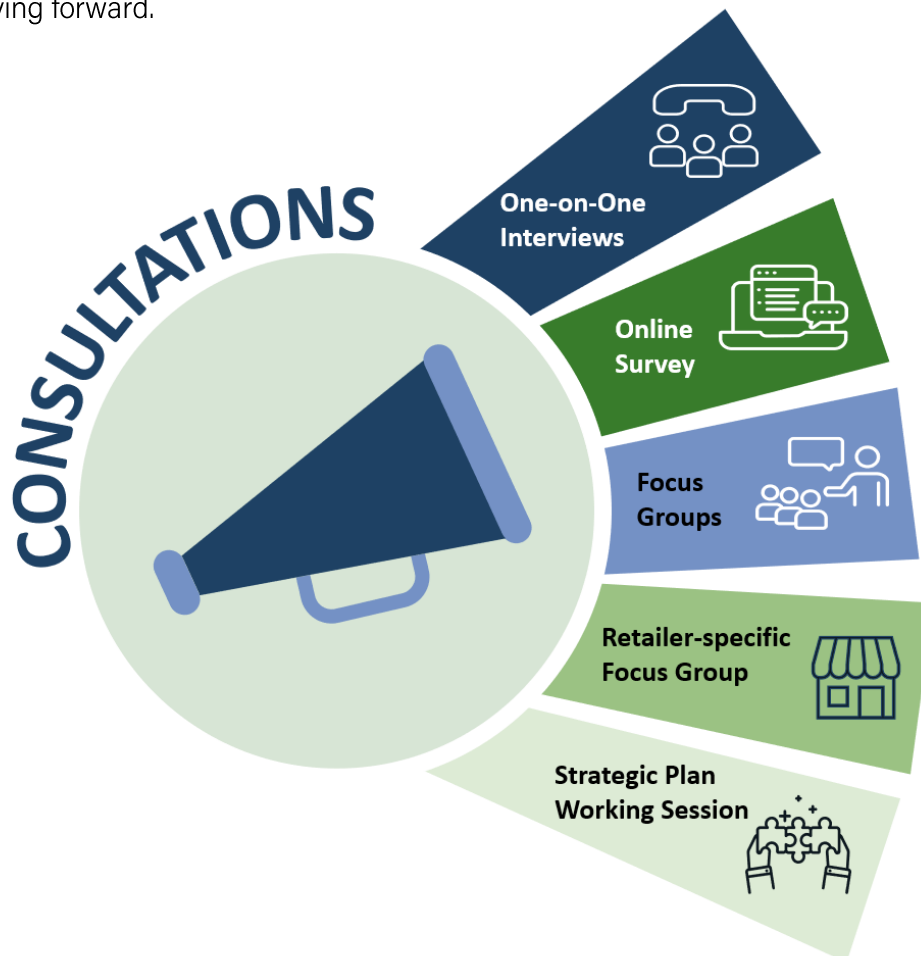 ving forward.
CONSULTATIONS
One-on-One
Interviews
Online
Survey
Focus
Groups
Retailer-specific
Focus Group
Strategic Plan
Working Session